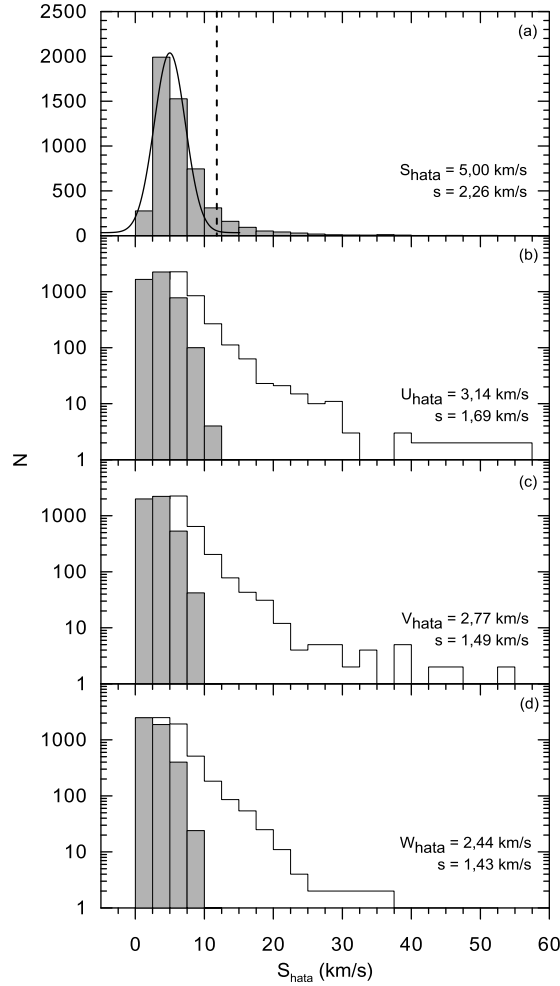 2500
(a)
2000
1500
1000
S_hata = 5,00 km/s
s = 2,26 km/s
500
0
(b)
1000
100
U_hata = 3,14 km/s
s = 1,69 km/s
10
1
N
(c)
1000
100
V_hata = 2,77 km/s
s = 1,49 km/s
10
1
(d)
1000
100
W_hata = 2,44 km/s
s = 1,43 km/s
10
1
0 10 20 30 40 50 60
S_hata (km/s)